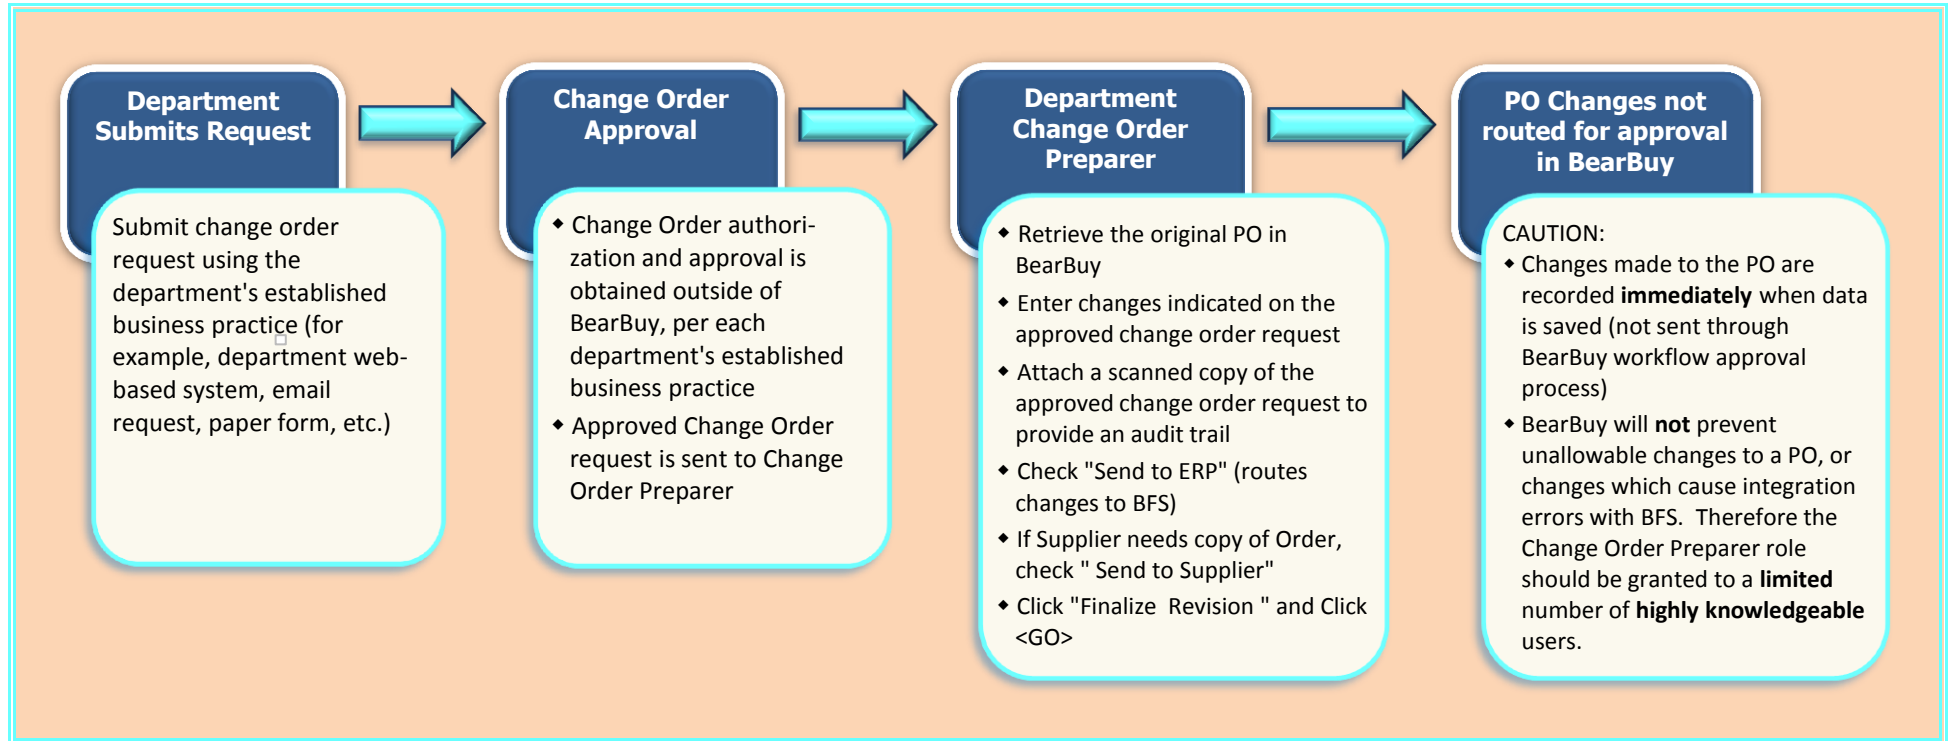 Department
Submits Request
Submit change order
request using the
department's established
business practice (for
example, department web-
based system, email
request, paper form, etc.)
Change Order
Approval
◆ Change Order authori-
zation and approval is
obtained outside of
BearBuy, per each
department's established
business practice
◆ Approved Change Order
request is sent to Change
Order Preparer
Department
Change Order
Preparer
◆ Retrieve the original PO in
BearBuy
◆ Enter changes indicated on the
approved change order request
◆ Attach a scanned copy of the
approved change order request to
provide an audit trail
◆ Check "Send to ERP" (routes
changes to BFS)
◆ If Supplier needs copy of Order,
check " Send to Supplier"
◆ Click "Finalize  Revision " and Click
<GO>
PO Changes not
routed for approval
in BearBuy
CAUTION:
◆ Changes made to the PO are
recorded immediately when data
is saved (not sent through
BearBuy workflow approval
process)
◆ BearBuy will not prevent
unallowable changes to a PO, or
changes which cause integration
errors with BFS.  Therefore the
Change Order Preparer role
should be granted to a limited
number of highly knowledgeable
users.